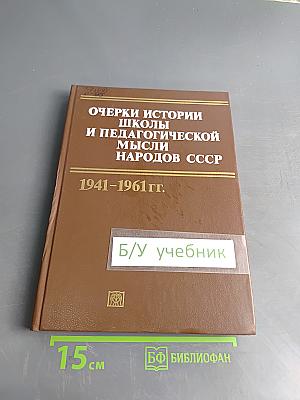 ОЧЕРКИ ИСТОРИИ
ШКОЛЫ
И ПЕДАГОГИЧЕСКОЙ
МЫСЛИ
НАРОДОВ СССР
1941–1961 гг.
Б/У учебник
15 см
БФ БИБЛИОФАН